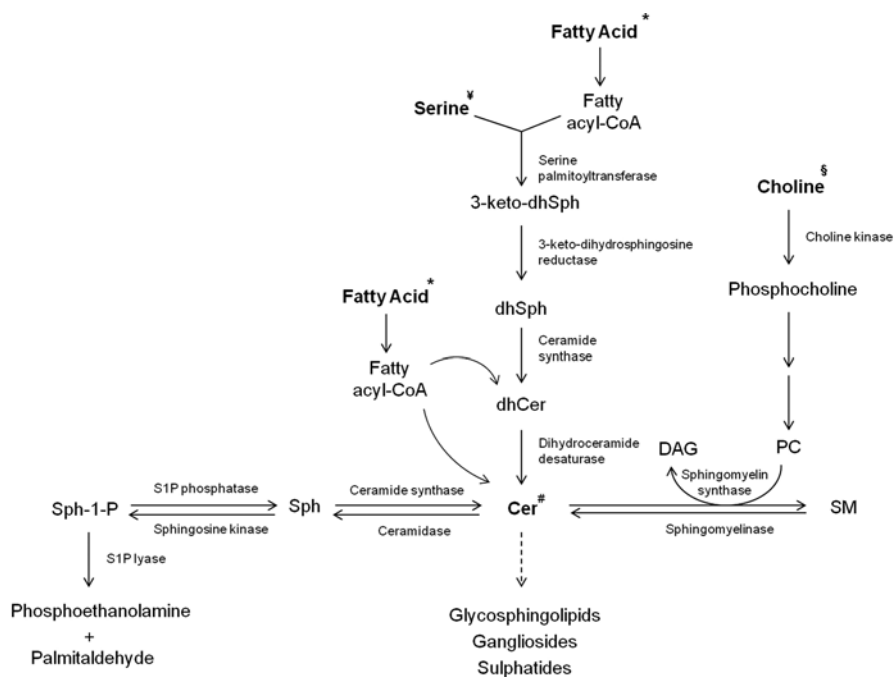 Fatty Acid *
Serine ¥
Fatty
acyl-CoA
Serine
palmitoyltransferase
3-keto-dhSph
Choline §
Choline kinase
3-keto-dihydrosphingosine
reductase
Phosphocholine
Fatty Acid *
dhSph
Ceramide
synthase
Fatty
acyl-CoA
dhCer
Dihydroceramide
desaturase
DAG
PC
Sphingomyelin
synthase
Sph-1-P
S1P phosphatase
Sphingosine kinase
Sph
Ceramide synthase
Ceramidase
Cer #
Sphingomyelinase
SM
S1P lyase
Phosphoethanolamine
+
Palmitaldehyde
Glycosphingolipids
Gangliosides
Sulphatides